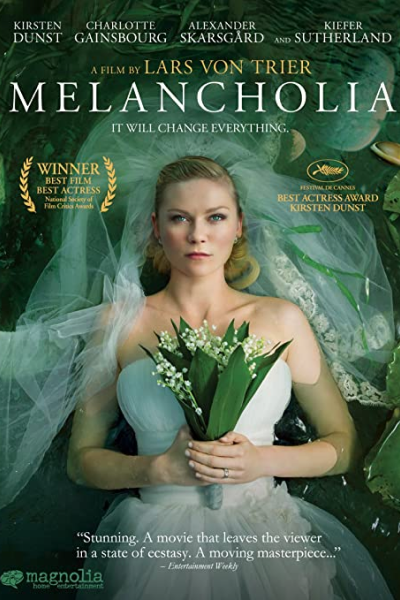 KIRSTEN DUNST
CHARLOTTE GAINSBOURG
ALEXANDER SKARSGÅRD
AND KIEFER SUTHERLAND
A FILM BY LARS VON TRIER
MELANCHOLIA
IT WILL CHANGE EVERYTHING.
WINNER
BEST FILM
BEST ACTRESS
National Society of
Film Critics Awards
FESTIVAL DE CANNES
BEST ACTRESS AWARD
KIRSTEN DUNST
“Stunning. A movie that leaves the viewer
in a state of ecstasy. A moving masterpiece...”
– Entertainment Weekly
magnolia
home entertainment